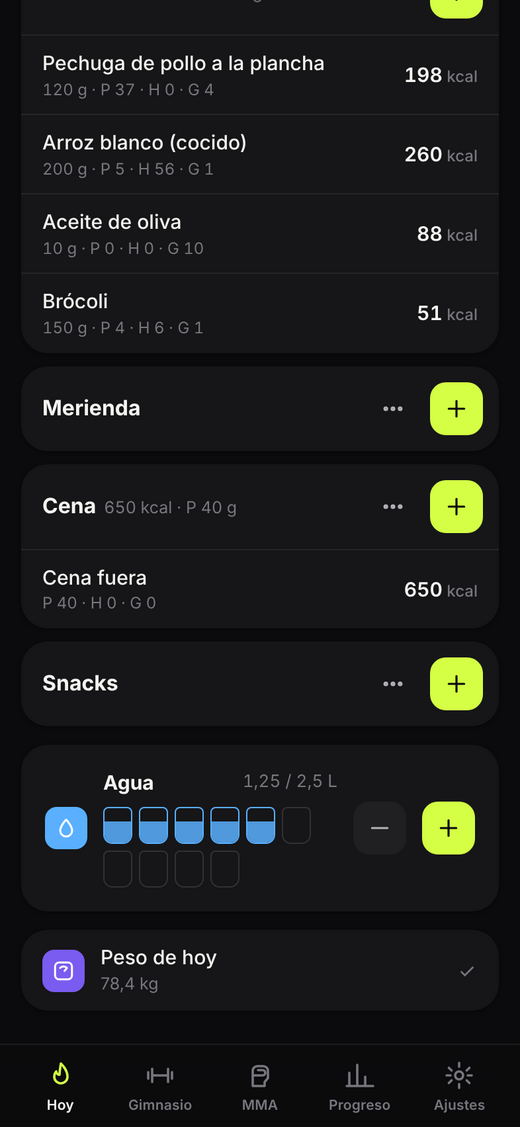 Pechuga de pollo a la plancha
120 g · P 37 · H 0 · G 4
198 kcal
Arroz blanco (cocido)
200 g · P 5 · H 56 · G 1
260 kcal
Aceite de oliva
10 g · P 0 · H 0 · G 10
88 kcal
Brócoli
150 g · P 4 · H 6 · G 1
51 kcal
Merienda
Cena 650 kcal · P 40 g
Cena fuera
P 40 · H 0 · G 0
650 kcal
Snacks
Agua 1,25 / 2,5 L
Peso de hoy
78,4 kg
Hoy Gimnasio MMA Progreso Ajustes